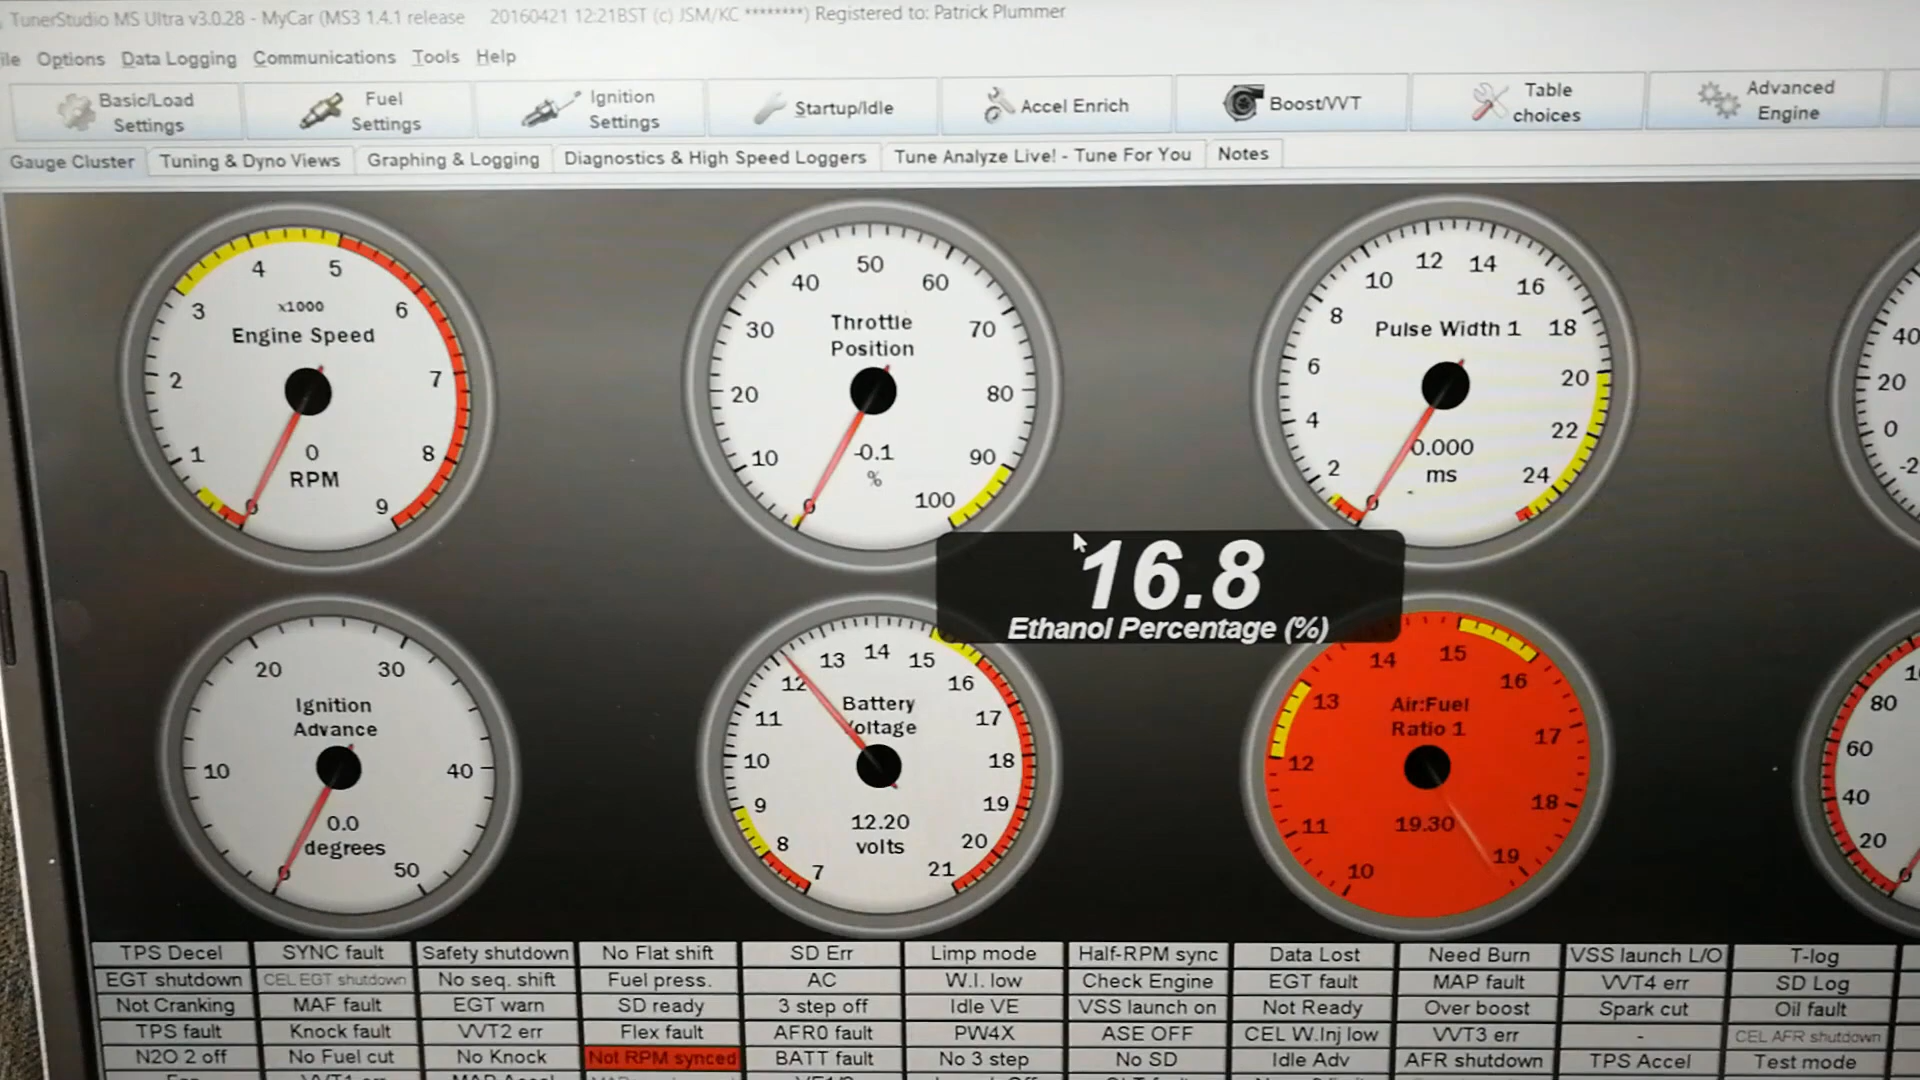 TunerStudio MS Ultra v3.0.28 - MyCar (MS3 1.4.1 release 20160421 12:21BST (c) JSM/KC ********) Registered to: Patrick Plummer
ile Options Data Logging Communications Tools Help
Basic/Load
Settings
Fuel
Settings
Ignition
Settings
Startup/Idle
Accel Enrich
Boost/VVT
Table
choices
Advanced
Engine
Gauge Cluster
Tuning & Dyno Views
Graphing & Logging
Diagnostics & High Speed Loggers
Tune Analyze Live! - Tune For You
Notes
0 1 2 3 4 5 6 7 8 9
x1000
Engine Speed
0
RPM
0 10 20 30 40 50 60 70 80 90 100
Throttle
Position
-0.1
%
0 2 4 6 8 10 12 14 16 18 20 22 24
Pulse Width 1
0.000
ms
40
20
0
-2
16.8
Ethanol Percentage (%)
0 10 20 30 40 50
Ignition
Advance
0.0
degrees
7 8 9 10 11 12 13 14 15 16 17 18 19 20 21
Battery
Voltage
12.20
volts
10 11 12 13 14 15 16 17 18 19
Air:Fuel
Ratio 1
19.30
80
60
40
20
0
TPS Decel SYNC fault Safety shutdown No Flat shift SD Err Limp mode Half-RPM sync Data Lost Need Burn VSS launch L/O T-log
EGT shutdown CEL EGT shutdown No seq. shift Fuel press. AC W.I. low Check Engine EGT fault MAP fault VVT4 err SD Log
Not Cranking MAF fault EGT warn SD ready 3 step off Idle VE VSS launch on Not Ready Over boost Spark cut Oil fault
TPS fault Knock fault VVT2 err Flex fault AFR0 fault PW4X ASE OFF CEL W.Inj low VVT3 err - CEL AFR shutdown
N2O 2 off No Fuel cut No Knock Not RPM synced BATT fault No 3 step No SD Idle Adv AFR shutdown TPS Accel Test mode